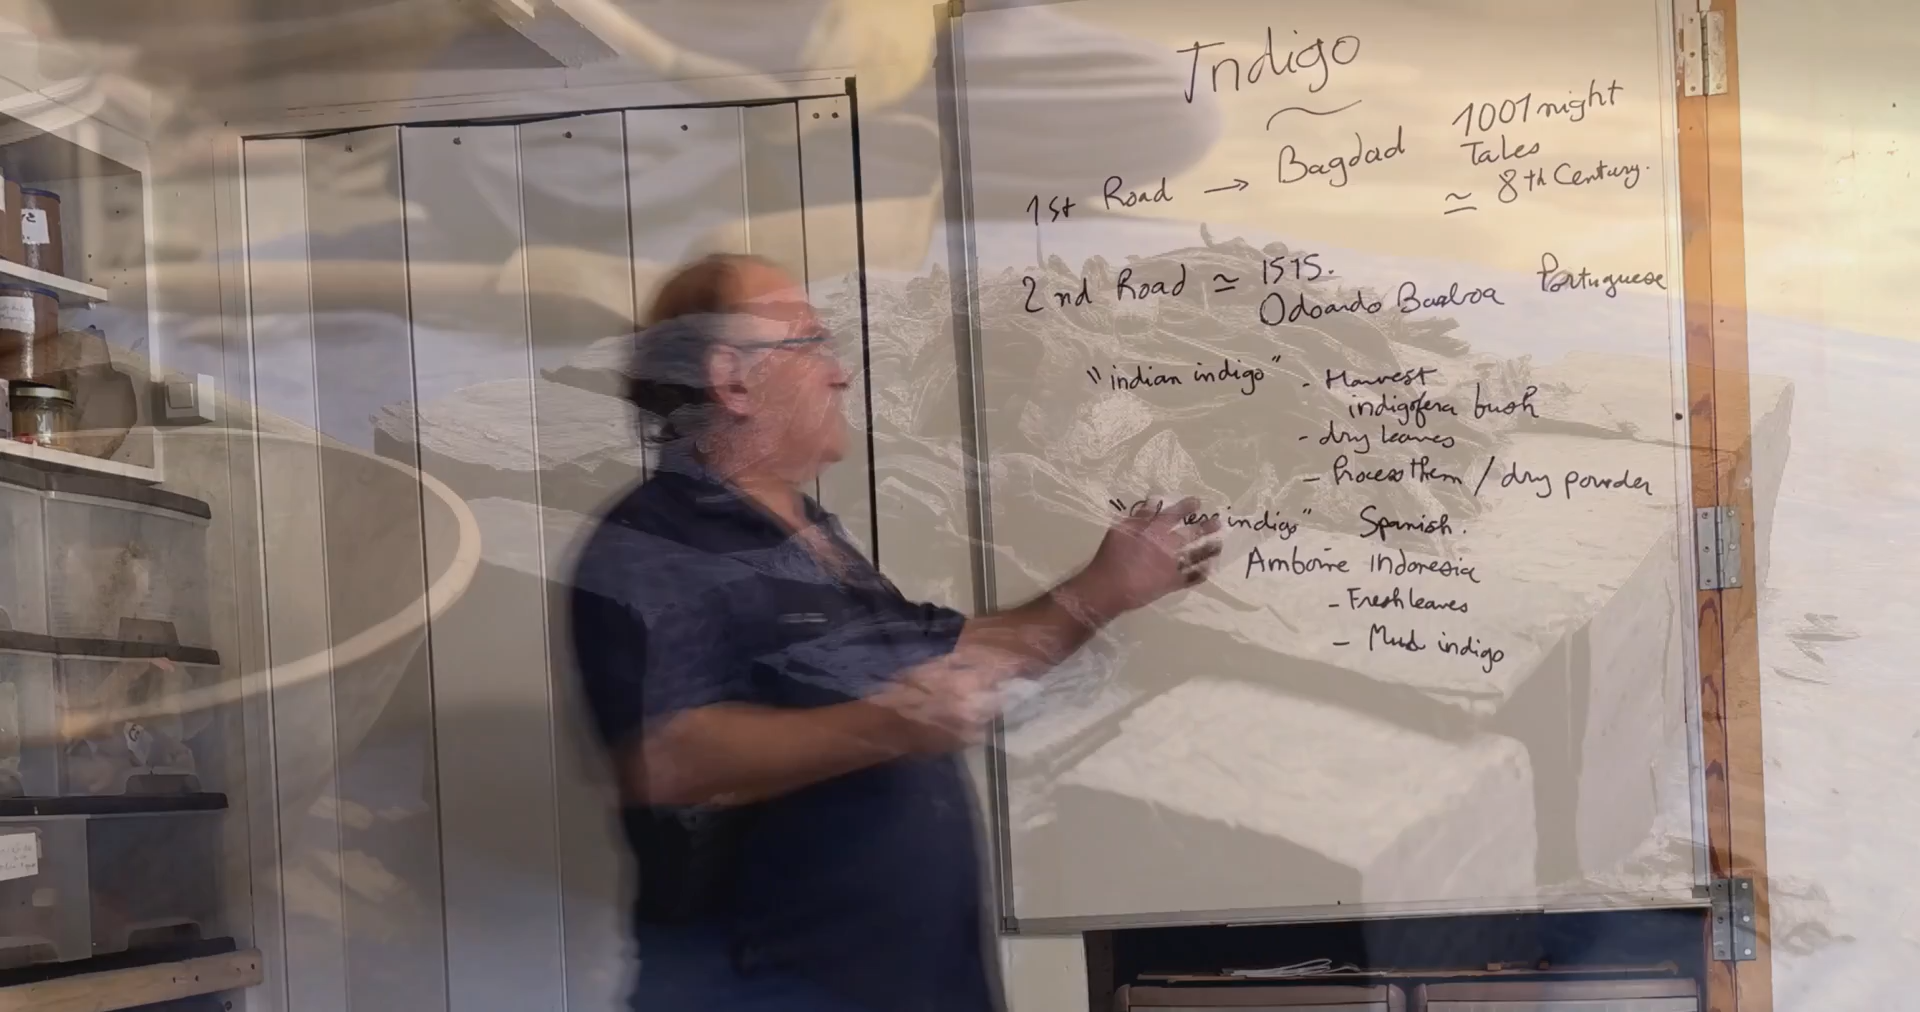 Indigo
1st Road → Bagdad
1001 night
Tales
≃ 8th Century.
2nd Road ≃ 1515.
Odoardo Barboa Portuguese
"indian indigo" - Harvest
indigofera bush
- dry leaves
- Process them / dry powder
indigo" Spanish.
Amboine Indonesia
- Fresh leaves
- Mud indigo